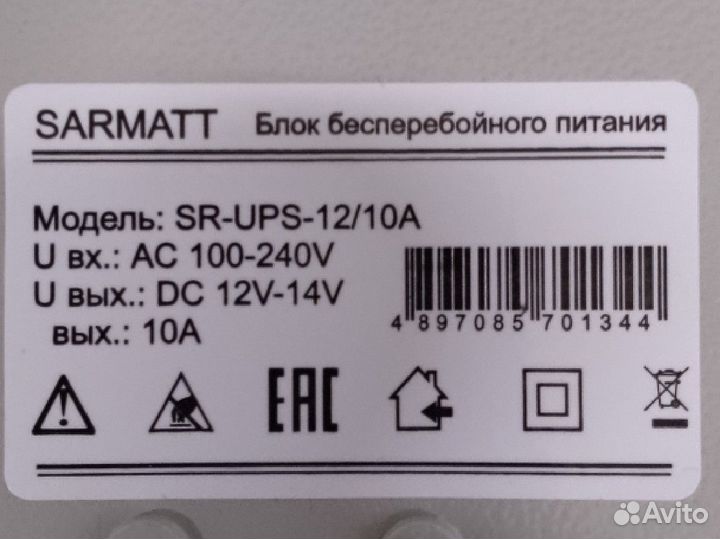 SARMATT Блок бесперебойного питания
Модель: SR-UPS-12/10A
U вх.: AC 100-240V
U вых.: DC 12V-14V
вых.: 10A
4 897085 701344
EAC
Avito